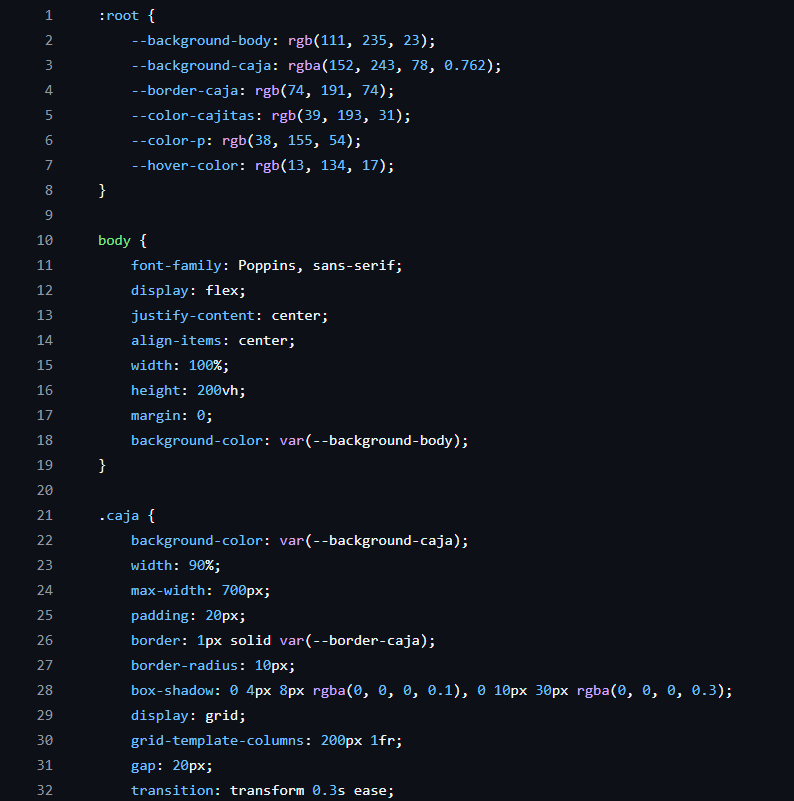 1 :root {
2 --background-body: rgb(111, 235, 23);
3 --background-caja: rgba(152, 243, 78, 0.762);
4 --border-caja: rgb(74, 191, 74);
5 --color-cajitas: rgb(39, 193, 31);
6 --color-p: rgb(38, 155, 54);
7 --hover-color: rgb(13, 134, 17);
8 }
9
10 body {
11 font-family: Poppins, sans-serif;
12 display: flex;
13 justify-content: center;
14 align-items: center;
15 width: 100%;
16 height: 200vh;
17 margin: 0;
18 background-color: var(--background-body);
19 }
20
21 .caja {
22 background-color: var(--background-caja);
23 width: 90%;
24 max-width: 700px;
25 padding: 20px;
26 border: 1px solid var(--border-caja);
27 border-radius: 10px;
28 box-shadow: 0 4px 8px rgba(0, 0, 0, 0.1), 0 10px 30px rgba(0, 0, 0, 0.3);
29 display: grid;
30 grid-template-columns: 200px 1fr;
31 gap: 20px;
32 transition: transform 0.3s ease;